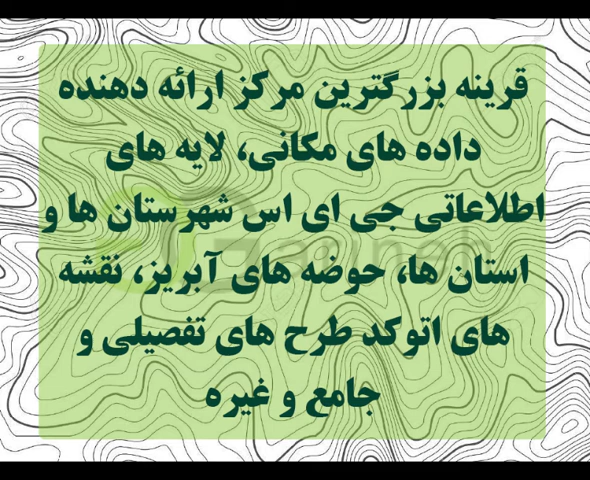 قرینه بزرگترین مرکز ارائه دهنده
داده های مکانی، لایه های
اطلاعاتی جی ای اس شهرستان ها و
استان ها، حوضه های آبریز، نقشه
های اتوکد طرح های تفصیلی و
جامع و غیره